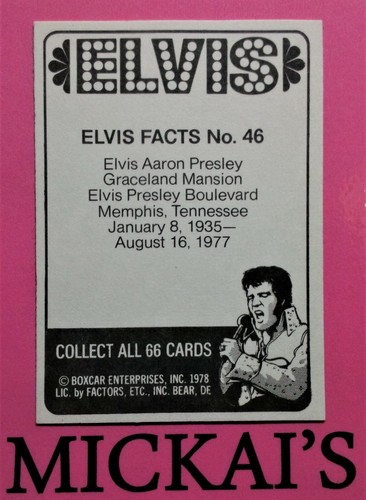 ELVIS
ELVIS FACTS No. 46
Elvis Aaron Presley
Graceland Mansion
Elvis Presley Boulevard
Memphis, Tennessee
January 8, 1935—
August 16, 1977
COLLECT ALL 66 CARDS
© BOXCAR ENTERPRISES, INC. 1978
LIC. by FACTORS, ETC., INC. BEAR, DE
MICKAI'S